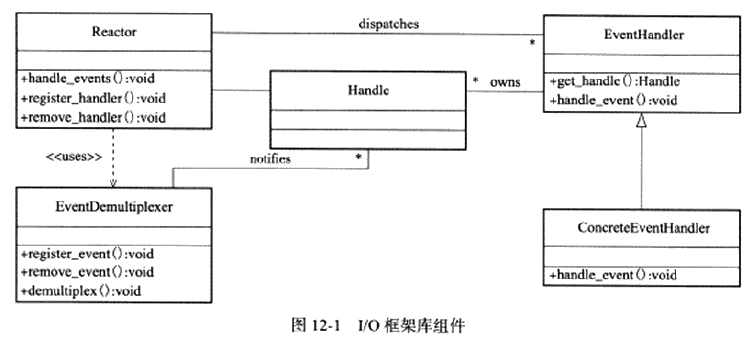 Reactor
+handle_events():void
+register_handler():void
+remove_handler():void
dispatches
*
EventHandler
+get_handle():Handle
+handle_event():void
Handle
* owns
<<uses>>
notifies
*
EventDemultiplexer
+register_event():void
+remove_event():void
+demultiplex():void
ConcreteEventHandler
+handle_event():void
图 12-1 I/O 框架库组件